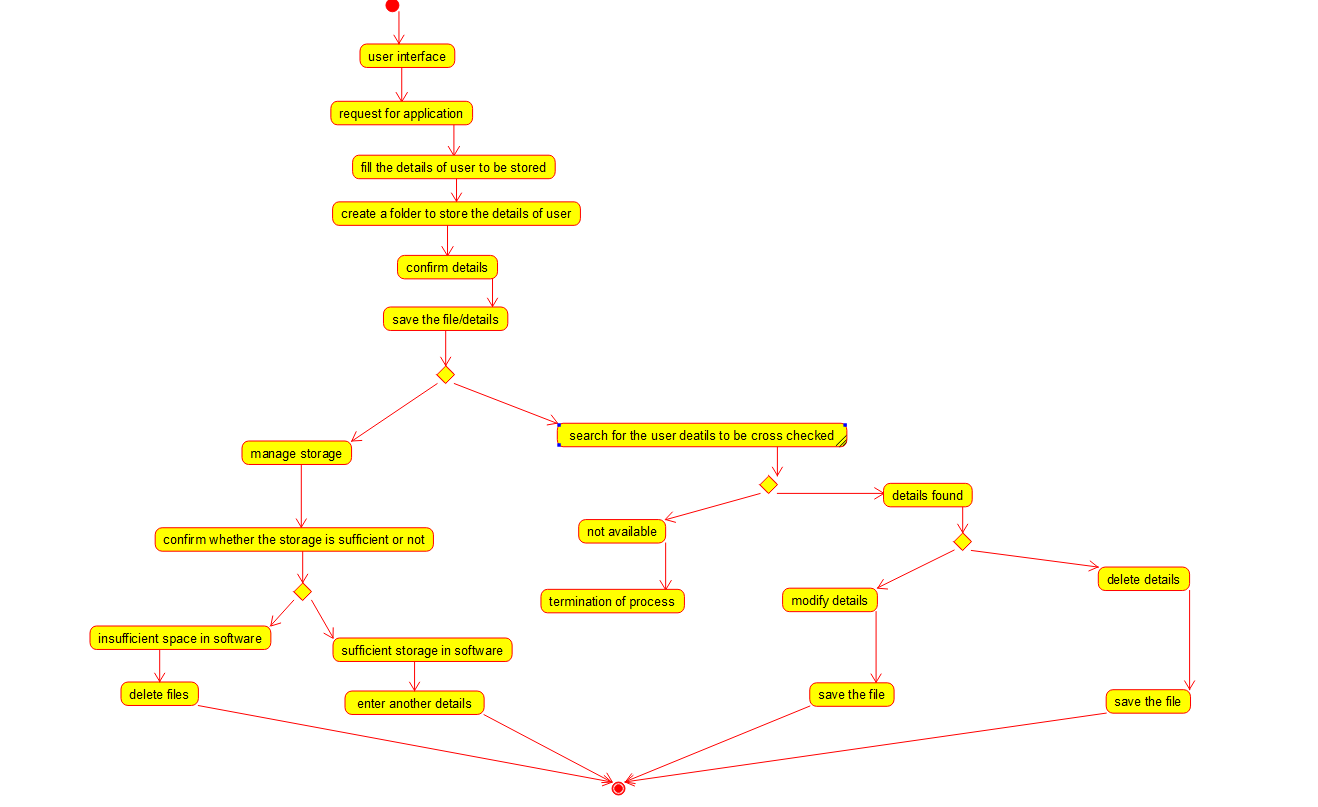 user interface
request for application
fill the details of user to be stored
create a folder to store the details of user
confirm details
save the file/details
search for the user deatils to be cross checked
manage storage
details found
not available
confirm whether the storage is sufficient or not
delete details
termination of process
modify details
insufficient space in software
sufficient storage in software
delete files
save the file
save the file
enter another details